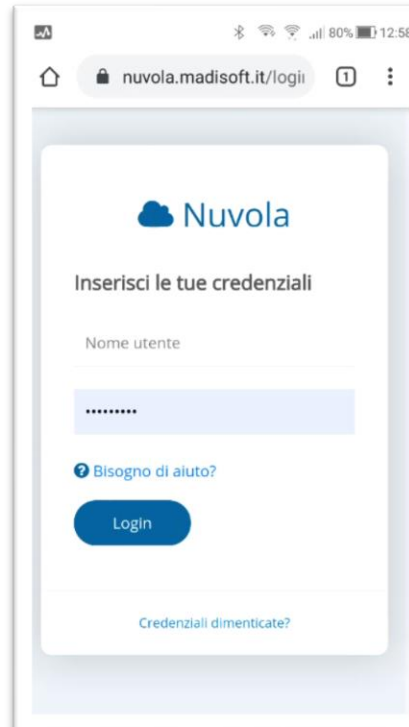 80% 12:58
nuvola.madisoft.it/logi
1
Nuvola
Inserisci le tue credenziali
Nome utente
•••••••••
Bisogno di aiuto?
Login
Credenziali dimenticate?